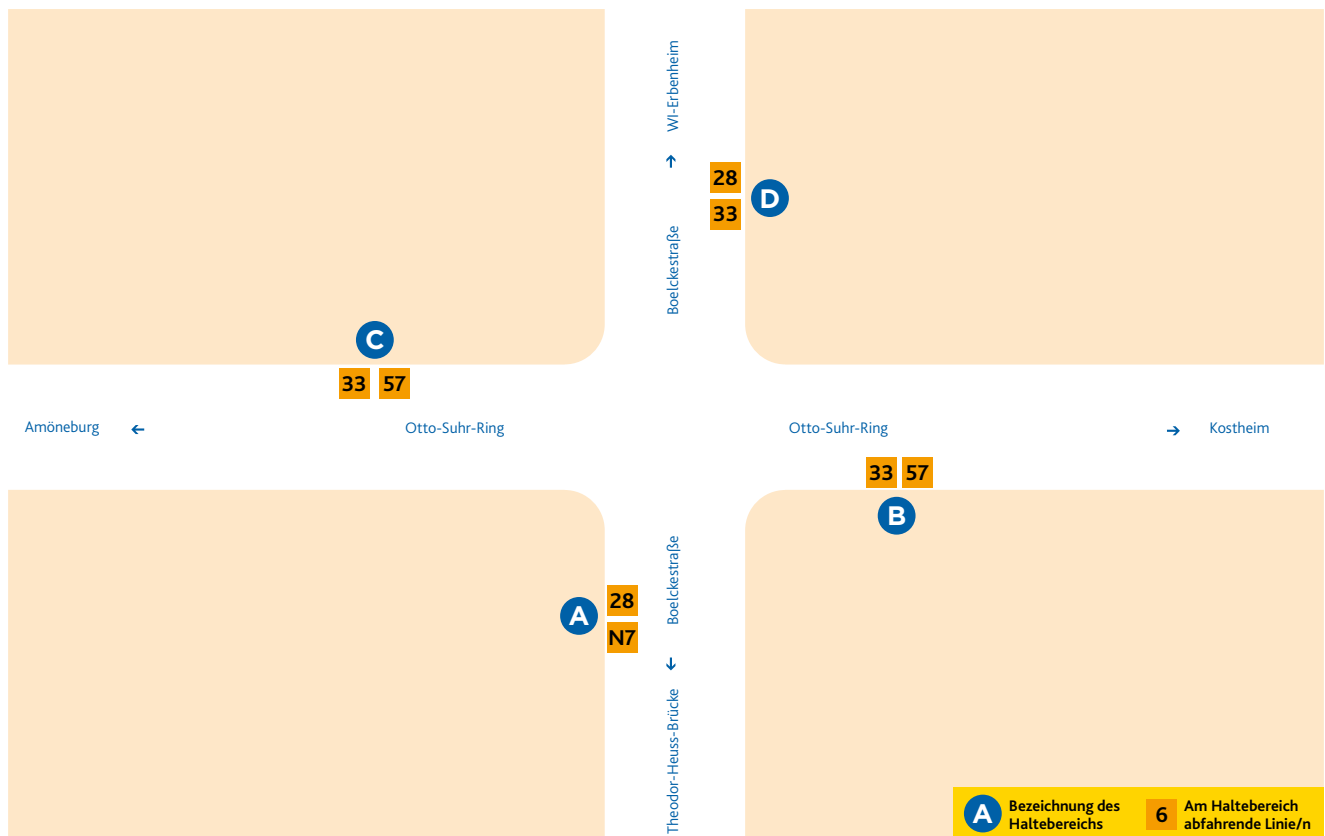 WI-Erbenheim
↑
Boelckestraße
28
33
D
C
33 57
Amöneburg ←
Otto-Suhr-Ring
Otto-Suhr-Ring
→ Kostheim
33 57
B
A
28
N7
Boelckestraße
↓
Theodor-Heuss-Brücke
A
Bezeichnung des
Haltebereichs
6
Am Haltebereich
abfahrende Linie/n